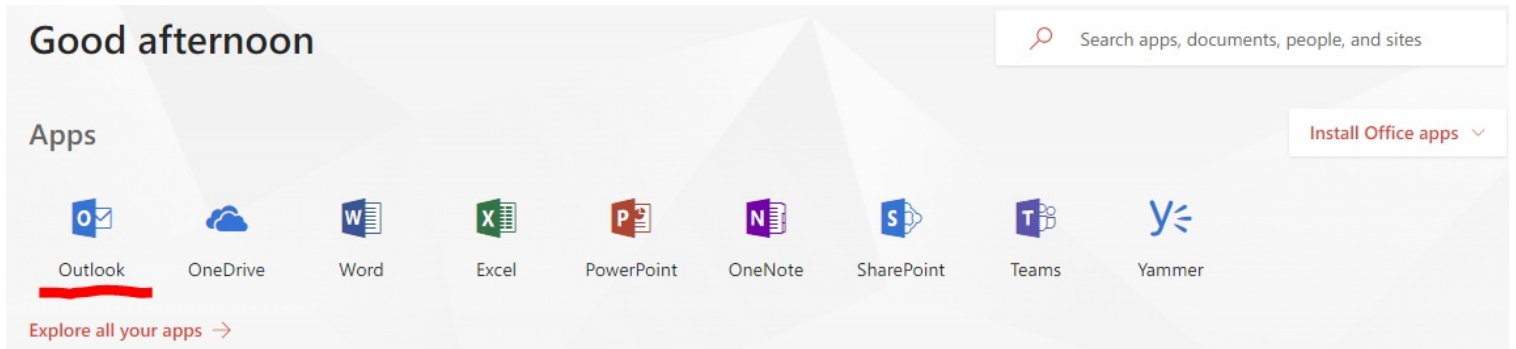 Good afternoon
Search apps, documents, people, and sites
Apps
Install Office apps
Outlook OneDrive Word Excel PowerPoint OneNote SharePoint Teams Yammer
Explore all your apps →